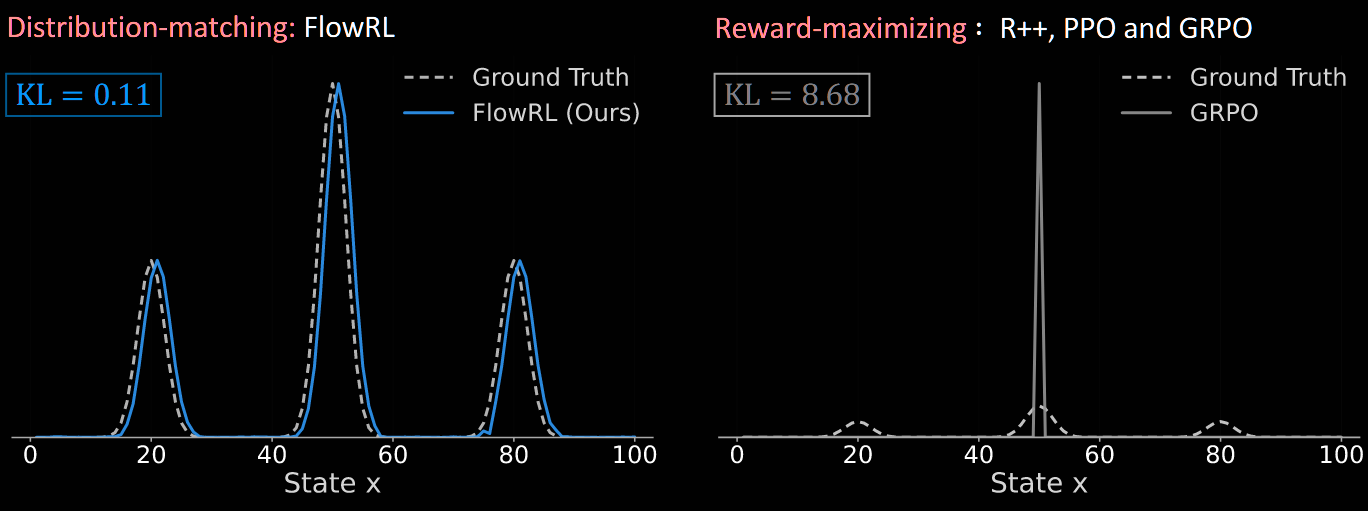 Distribution-matching: FlowRL
KL = 0.11
Ground Truth
FlowRL (Ours)
0 20 40 60 80 100
State x
Reward-maximizing : R++, PPO and GRPO
KL = 8.68
Ground Truth
GRPO
0 20 40 60 80 100
State x